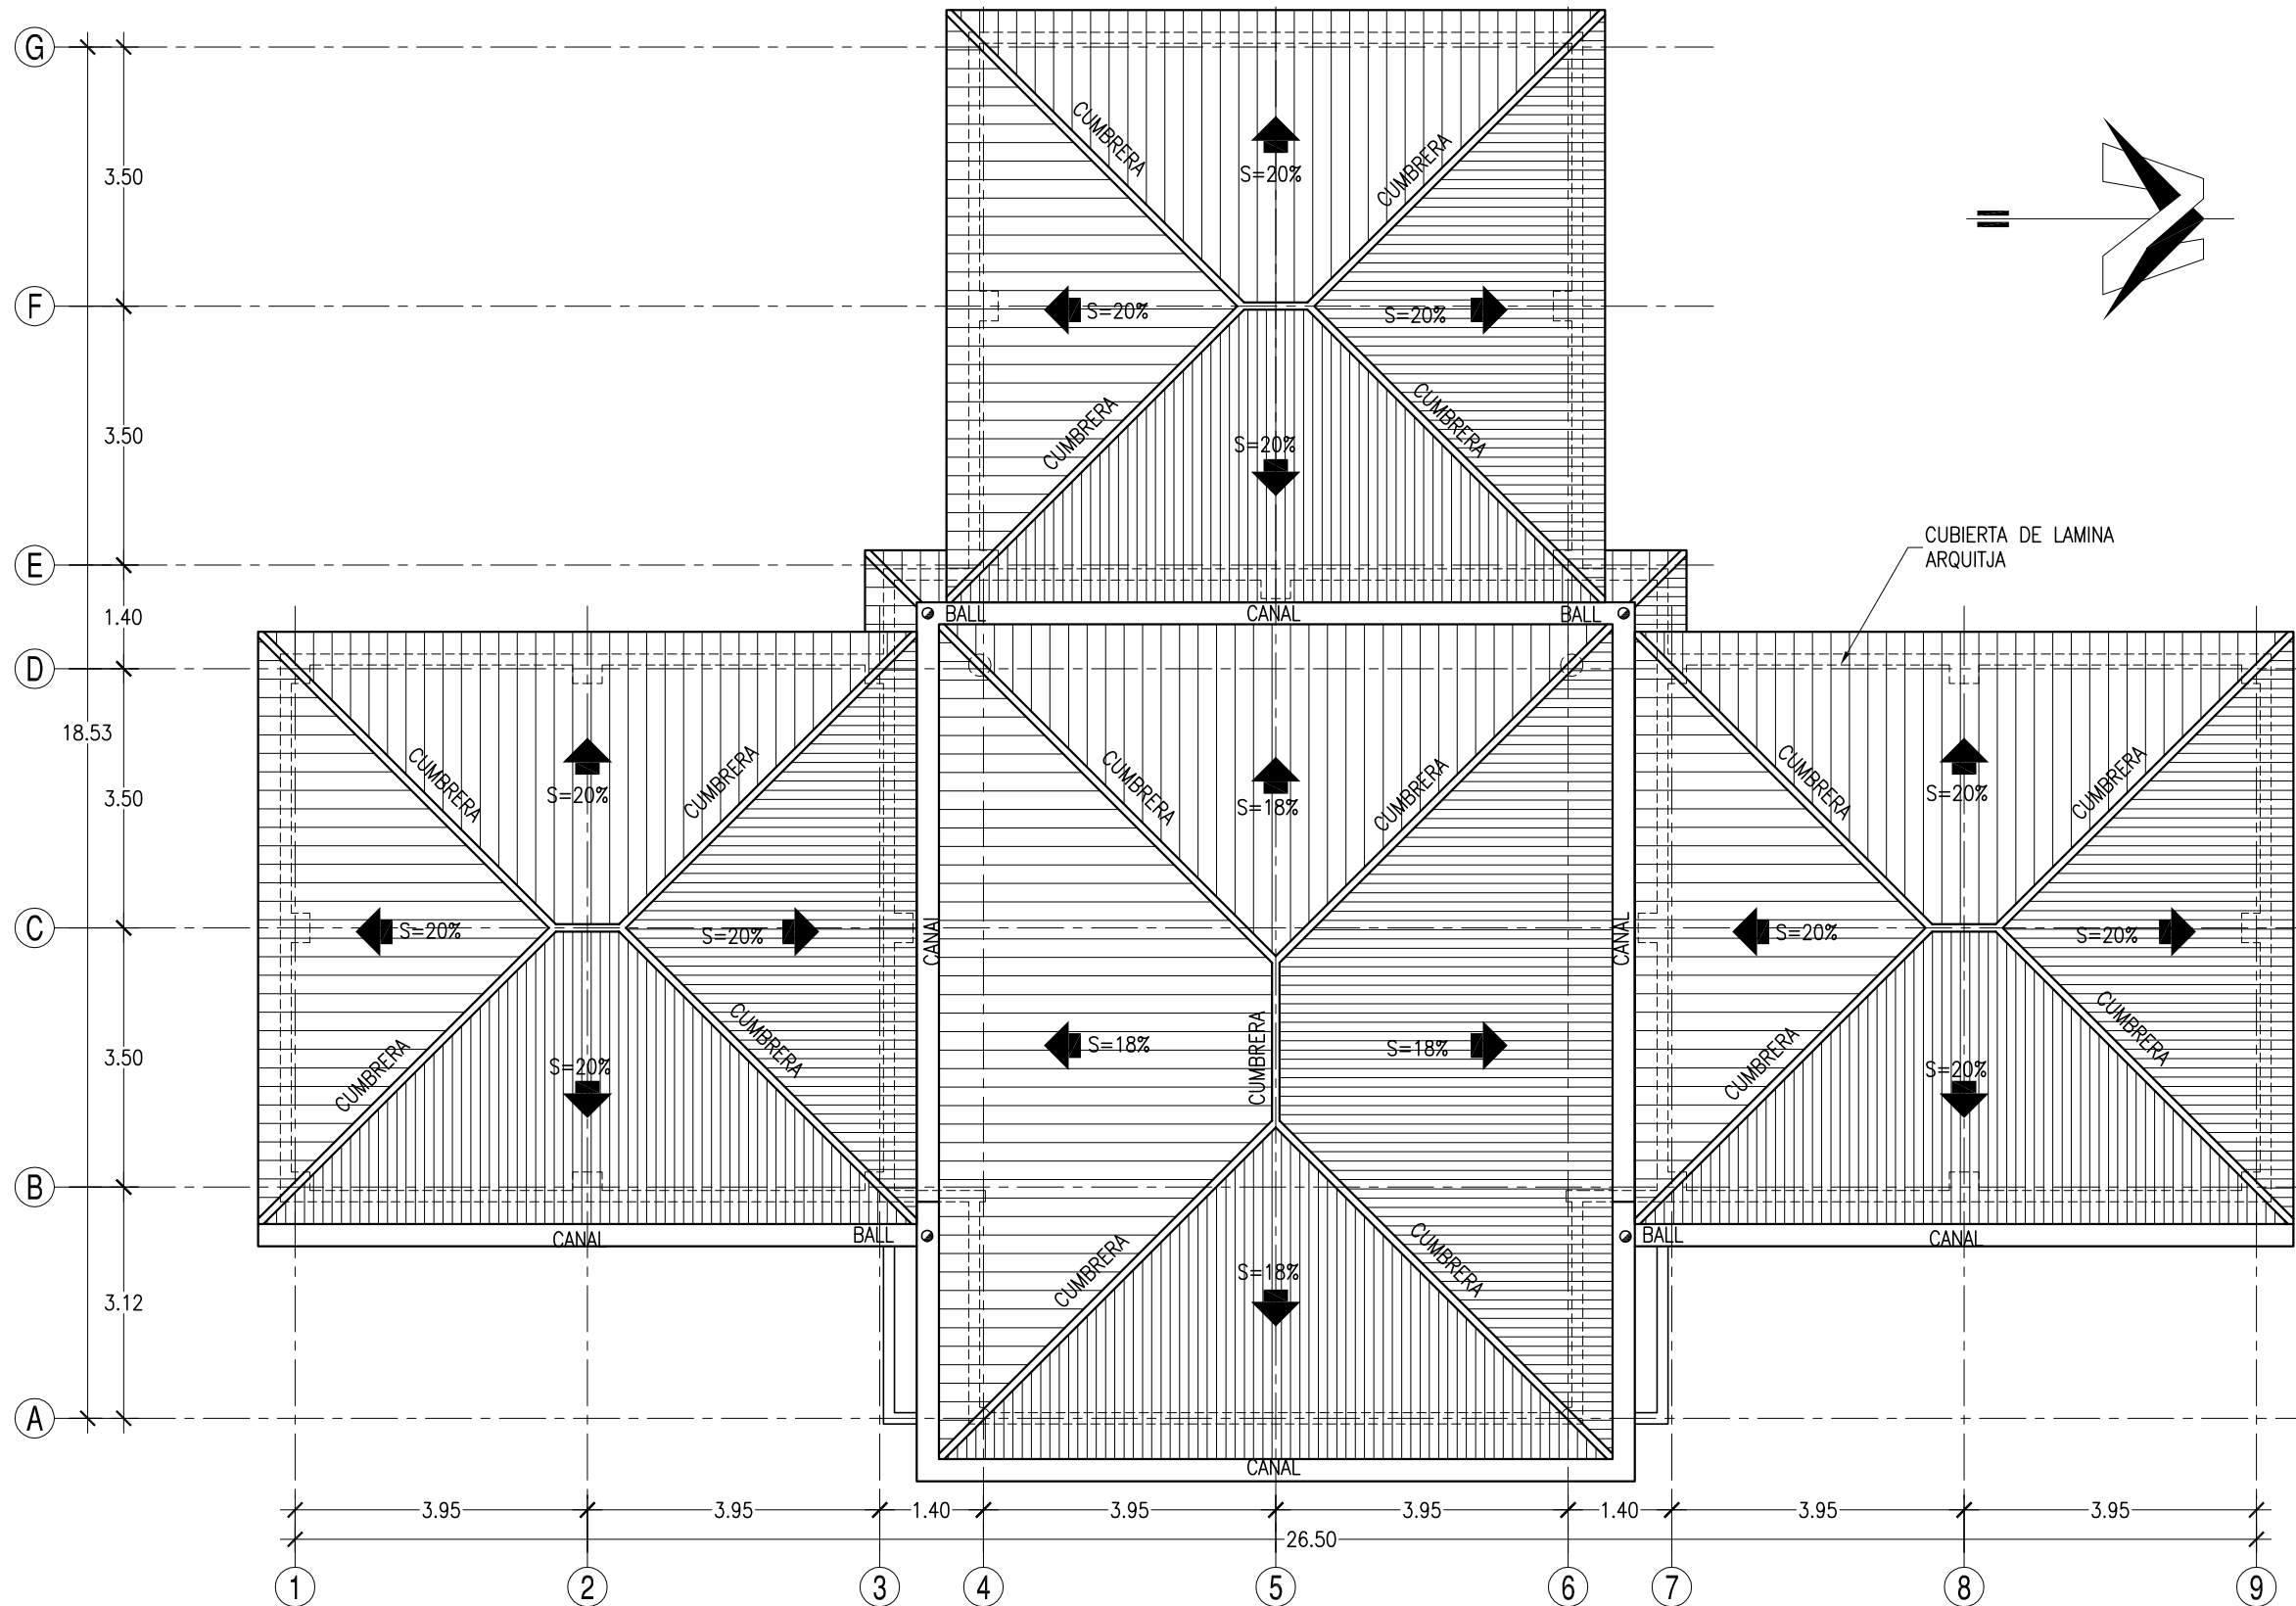 G
3.50
CUMBRERA
CUMBRERA
S=20%
F
S=20%
S=20%
3.50
CUMBRERA
CUMBRERA
S=20%
CUBIERTA DE LAMINA
ARQUITJA
E
1.40
BALL
CANAL
BALL
D
18.53
3.50
CUMBRERA
CUMBRERA
S=20%
CUMBRERA
CUMBRERA
S=18%
CUMBRERA
CUMBRERA
S=20%
C
S=20%
S=20%
CANAL
CANAL
S=20%
S=20%
3.50
CUMBRERA
CUMBRERA
S=20%
S=18%
CUMBRERA
S=18%
CUMBRERA
CUMBRERA
S=20%
B
CANAL
BALL
BALL
CANAL
3.12
CUMBRERA
CUMBRERA
S=18%
A
CANAL
3.95
3.95
1.40
3.95
3.95
1.40
3.95
3.95
26.50
1
2
3
4
5
6
7
8
9